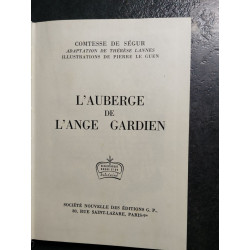 COMTESSE DE SÉGUR
ADAPTATION DE THÉRÈSE LANNES
ILLUSTRATIONS DE PIERRE LE GUEN
L'AUBERGE
DE
L'ANGE GARDIEN
SOCIÉTÉ NOUVELLE DES ÉDITIONS G. P.
80, RUE SAINT-LAZARE, PARIS-9e